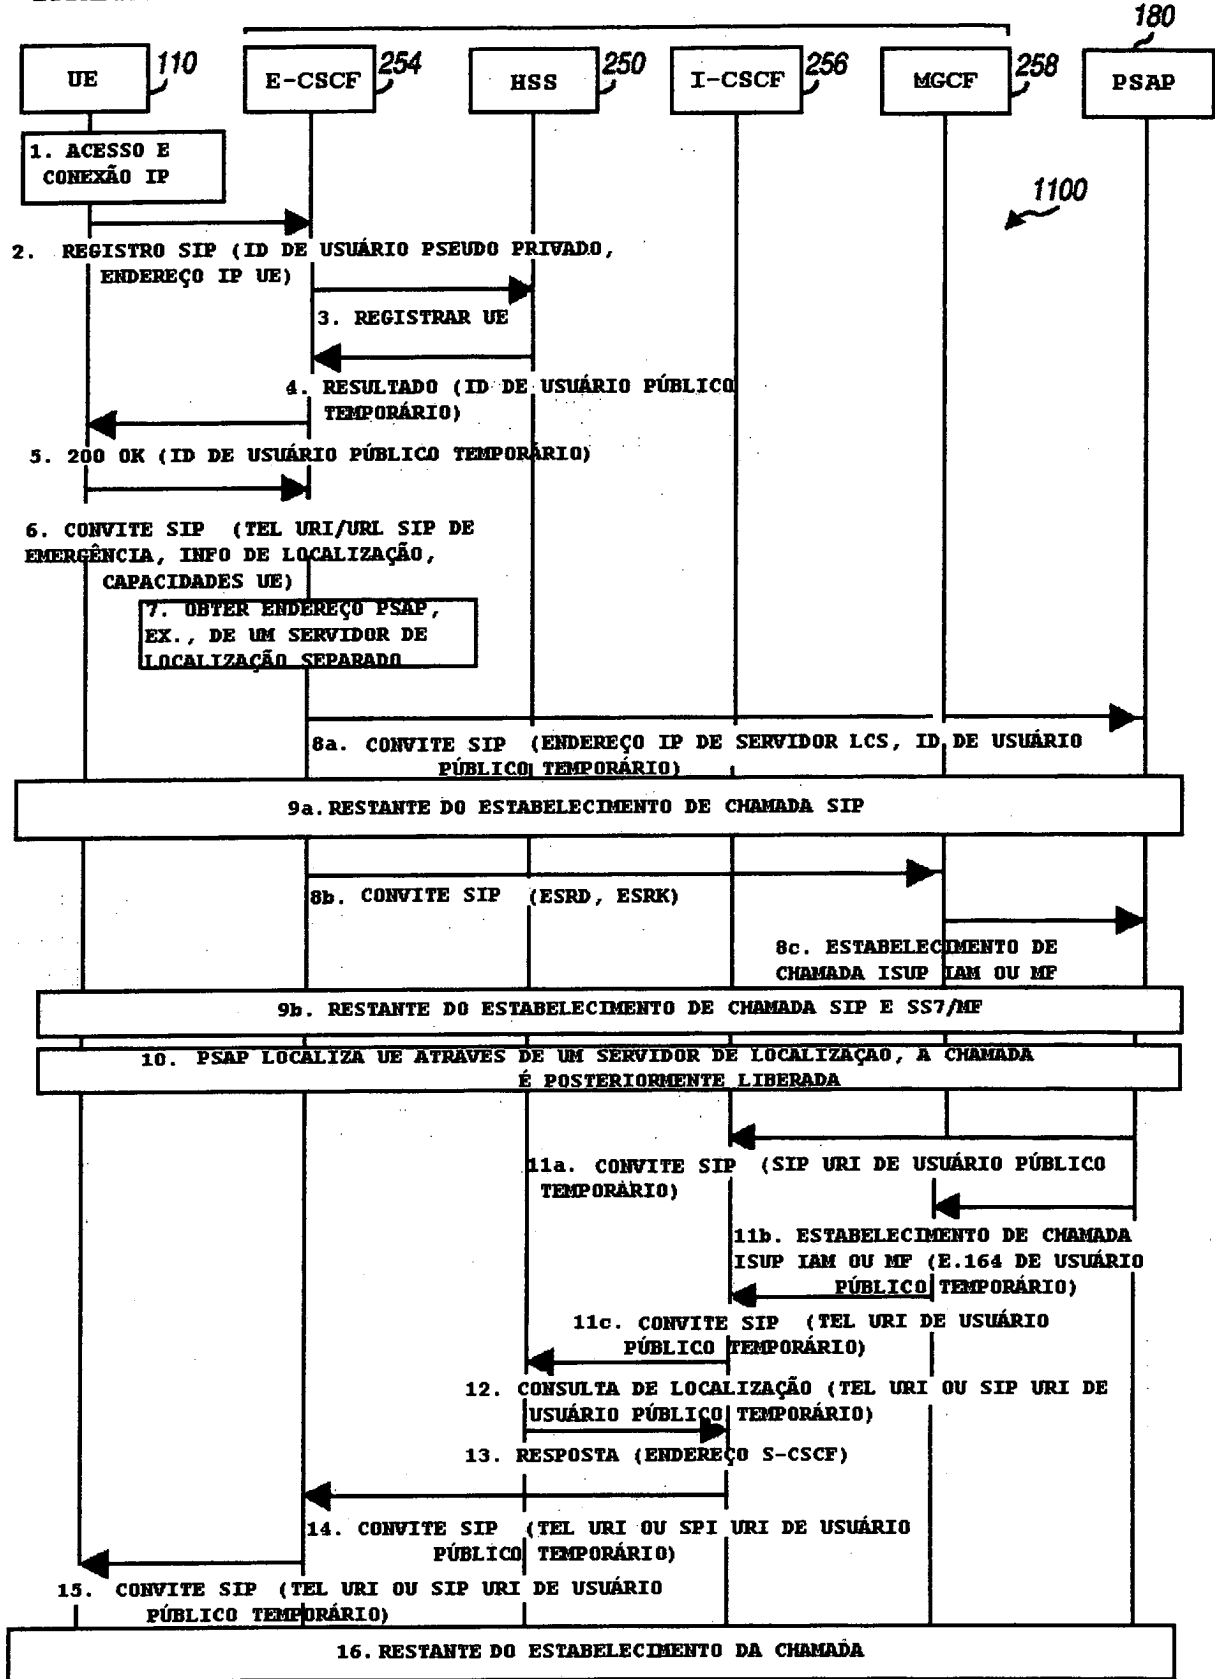 180
UE 110
E-CSCF 254
HSS 250
I-CSCF 256
MGCF 258
PSAP
1. ACESSO E
CONEXÃO IP
1100
2. REGISTRO SIP (ID DE USUÁRIO PSEUDO PRIVADO,
ENDEREÇO IP UE)
3. REGISTRAR UE
4. RESULTADO (ID DE USUÁRIO PÚBLICO
TEMPORÁRIO)
5. 200 OK (ID DE USUÁRIO PÚBLICO TEMPORÁRIO)
6. CONVITE SIP (TEL URI/URL SIP DE
EMERGÊNCIA, INFO DE LOCALIZAÇÃO,
CAPACIDADES UE)
7. OBTER ENDEREÇO PSAP,
EX., DE UM SERVIDOR DE
LOCALIZAÇÃO SEPARADO
8a. CONVITE SIP (ENDEREÇO IP DE SERVIDOR LCS, ID DE USUÁRIO
PÚBLICO TEMPORÁRIO)
9a. RESTANTE DO ESTABELECIMENTO DE CHAMADA SIP
8b. CONVITE SIP (ESRD, ESRK)
8c. ESTABELECIMENTO DE
CHAMADA ISUP IAM OU MF
9b. RESTANTE DO ESTABELECIMENTO DE CHAMADA SIP E SS7/MF
10. PSAP LOCALIZA UE ATRAVÉS DE UM SERVIDOR DE LOCALIZAÇÃO, A CHAMADA
É POSTERIORMENTE LIBERADA
11a. CONVITE SIP (SIP URI DE USUÁRIO PÚBLICO
TEMPORÁRIO)
11b. ESTABELECIMENTO DE CHAMADA
ISUP IAM OU MF (E.164 DE USUÁRIO
PÚBLICO TEMPORÁRIO)
11c. CONVITE SIP (TEL URI DE USUÁRIO
PÚBLICO TEMPORÁRIO)
12. CONSULTA DE LOCALIZAÇÃO (TEL URI OU SIP URI DE
USUÁRIO PÚBLICO TEMPORÁRIO)
13. RESPOSTA (ENDEREÇO S-CSCF)
14. CONVITE SIP (TEL URI OU SPI URI DE USUÁRIO
PÚBLICO TEMPORÁRIO)
15. CONVITE SIP (TEL URI OU SIP URI DE USUÁRIO
PÚBLICO TEMPORÁRIO)
16. RESTANTE DO ESTABELECIMENTO DA CHAMADA